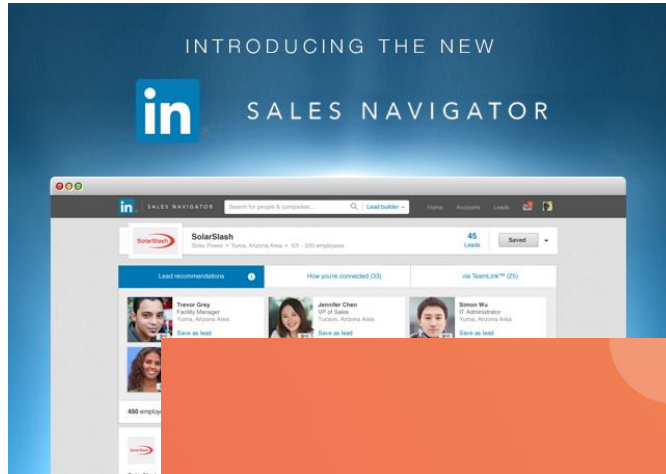 INTRODUCING THE NEW
in SALES NAVIGATOR
in SALES NAVIGATOR Search for people & companies... Lead builder Home Accounts Leads
SolarSlash SolarSlash 45 Saved
Solar Power • Yuma, Arizona Area • 101 - 500 employees Leads
Lead recommendations How you're connected (33) via TeamLink™ (25)
Trevor Grey Jennifer Chen Simon Wu
Facility Manager VP of Sales IT Administrator
Yuma, Arizona Area Tucson, Arizona Area Yuma, Arizona Area
Save as lead Save as lead Save as lead
450